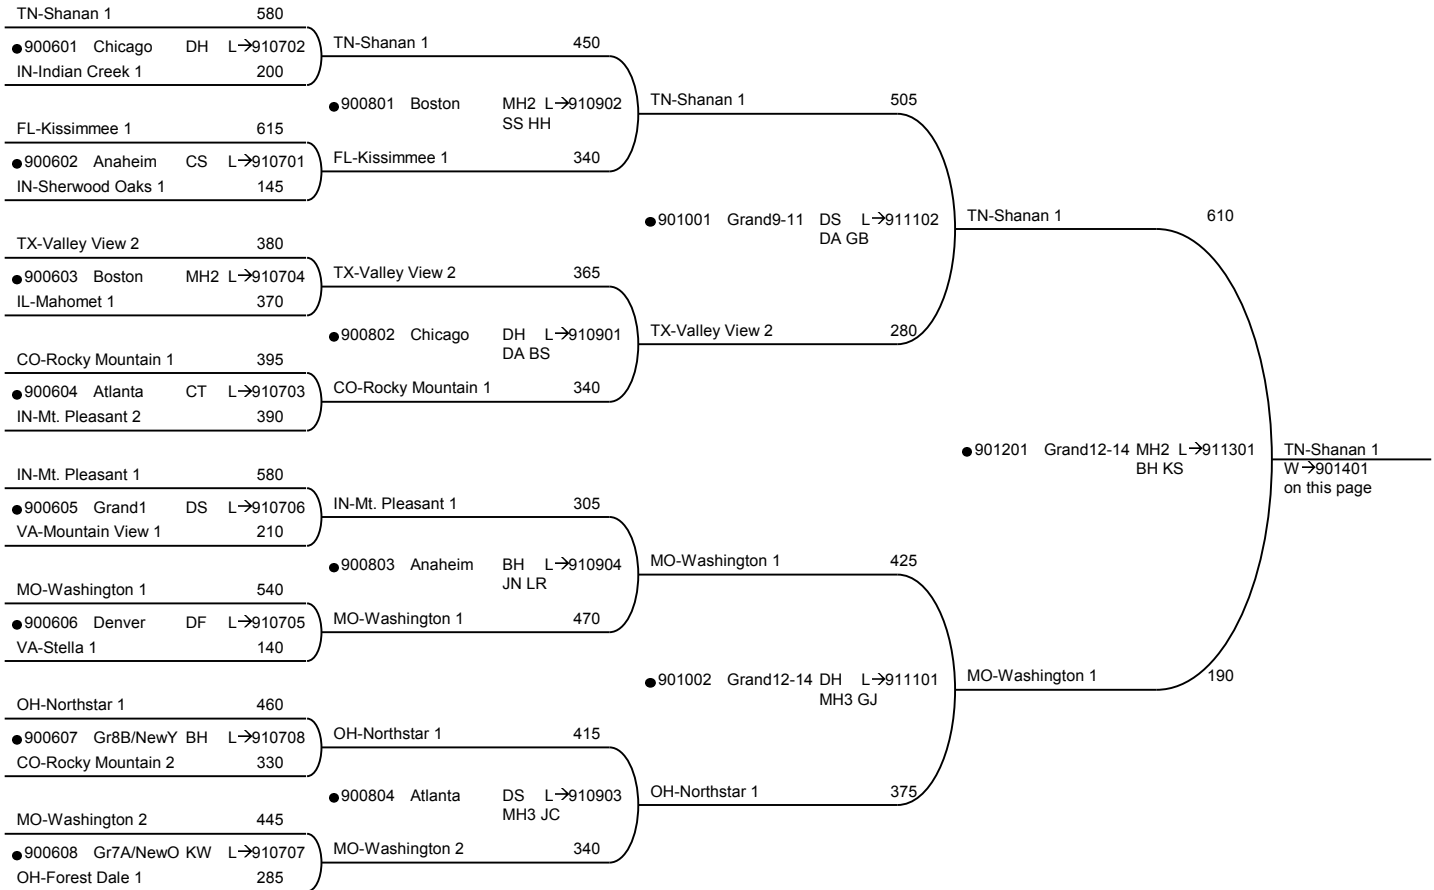 TN-Shanan 1 580
●900601 Chicago DH L→910702
IN-Indian Creek 1 200
FL-Kissimmee 1 615
●900602 Anaheim CS L→910701
IN-Sherwood Oaks 1 145
TX-Valley View 2 380
●900603 Boston MH2 L→910704
IL-Mahomet 1 370
CO-Rocky Mountain 1 395
●900604 Atlanta CT L→910703
IN-Mt. Pleasant 2 390
IN-Mt. Pleasant 1 580
●900605 Grand1 DS L→910706
VA-Mountain View 1 210
MO-Washington 1 540
●900606 Denver DF L→910705
VA-Stella 1 140
OH-Northstar 1 460
●900607 Gr8B/NewY BH L→910708
CO-Rocky Mountain 2 330
MO-Washington 2 445
●900608 Gr7A/NewO KW L→910707
OH-Forest Dale 1 285
TN-Shanan 1 450
●900801 Boston MH2 L→910902
SS HH
FL-Kissimmee 1 340
TX-Valley View 2 365
●900802 Chicago DH L→910901
DA BS
CO-Rocky Mountain 1 340
IN-Mt. Pleasant 1 305
●900803 Anaheim BH L→910904
JN LR
MO-Washington 1 470
OH-Northstar 1 415
●900804 Atlanta DS L→910903
MH3 JC
MO-Washington 2 340
TN-Shanan 1 505
●901001 Grand9-11 DS L→911102
DA GB
TX-Valley View 2 280
MO-Washington 1 425
●901002 Grand12-14 DH L→911101
MH3 GJ
OH-Northstar 1 375
TN-Shanan 1 610
●901201 Grand12-14 MH2 L→911301
BH KS
MO-Washington 1 190
TN-Shanan 1
W→901401
on this page